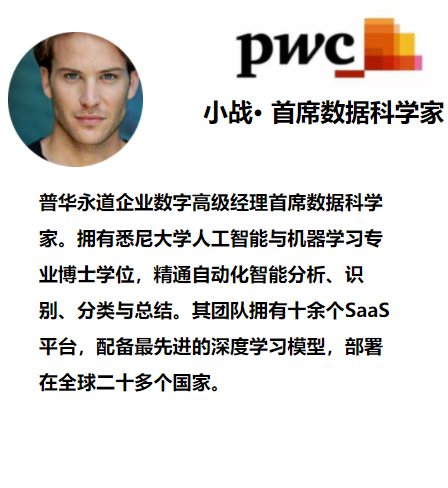 pwc
小战· 首席数据科学家
普华永道企业数字高级经理首席数据科学
家。拥有悉尼大学人工智能与机器学习专
业博士学位，精通自动化智能分析、识
别、分类与总结。其团队拥有十余个SaaS
平台，配备最先进的深度学习模型，部署
在全球二十多个国家。